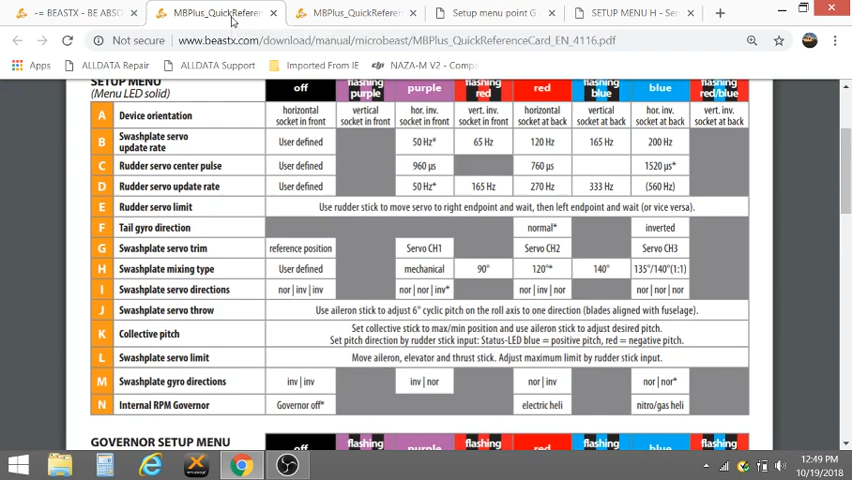 -= BEASTX - BE ABSO
MBPlus_QuickReferen
MBPlus_QuickReferen
Setup menu point G -
SETUP MENU H - Ser
Not secure | www.beastx.com/download/manual/microbeast/MBPlus_QuickReferenceCard_EN_4116.pdf
Apps ALLDATA Repair ALLDATA Support Imported From IE NAZA-M V2 - Comp
SETUP MENU
(Menu LED solid)
off flashing purple purple flashing red red flashing blue blue flashing red/blue
A Device orientation horizontal socket in front vertical socket in front hor. inv. socket in front vert. inv. socket in front horizontal socket at back vertical socket at back hor. inv. socket at back vert. inv. socket at back
B Swashplate servo update rate User defined 50 Hz* 65 Hz 120 Hz 165 Hz 200 Hz
C Rudder servo center pulse User defined 960 µs 760 µs 1520 µs*
D Rudder servo update rate User defined 50 Hz* 165 Hz 270 Hz 333 Hz (560 Hz)
E Rudder servo limit Use rudder stick to move servo to right endpoint and wait, then left endpoint and wait (or vice versa).
F Tail gyro direction normal* inverted
G Swashplate servo trim reference position Servo CH1 Servo CH2 Servo CH3
H Swashplate mixing type User defined mechanical 90° 120°* 140° 135°/140°(1:1)
I Swashplate servo directions nor | inv | inv nor | nor | inv* nor | inv | nor nor | nor | nor
J Swashplate servo throw Use aileron stick to adjust 6° cyclic pitch on the roll axis to one direction (blades aligned with fuselage).
K Collective pitch Set collective stick to max/min position and use aileron stick to adjust desired pitch.
Set pitch direction by rudder stick input: Status-LED blue = positive pitch, red = negative pitch.
L Swashplate servo limit Move aileron, elevator and thrust stick. Adjust maximum limit by rudder stick input.
M Swashplate gyro directions inv | inv inv | nor nor | inv nor | nor*
N Internal RPM Governor Governor off* electric heli nitro/gas heli
GOVERNOR SETUP MENU off flashing purple flashing red flashing blue flashing
12:49 PM
10/19/2018